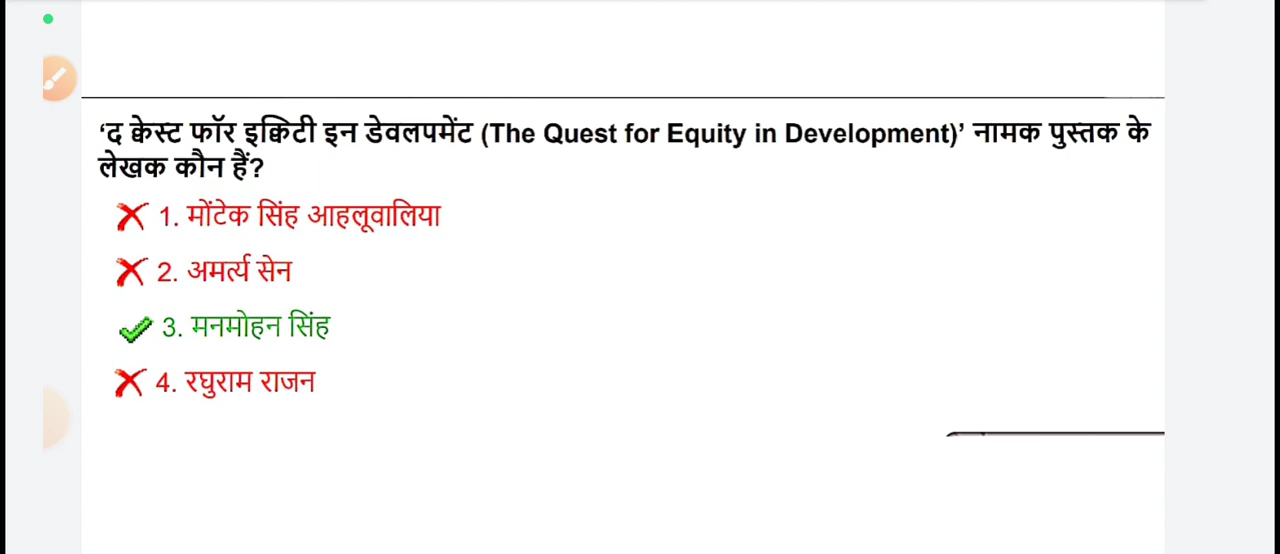 ‘द क्वेस्ट फॉर इक्विटी इन डेवलपमेंट (The Quest for Equity in Development)’ नामक पुस्तक के
लेखक कौन हैं?
1. मोंटेक सिंह आहलूवालिया
2. अमर्त्य सेन
3. मनमोहन सिंह
4. रघुराम राजन